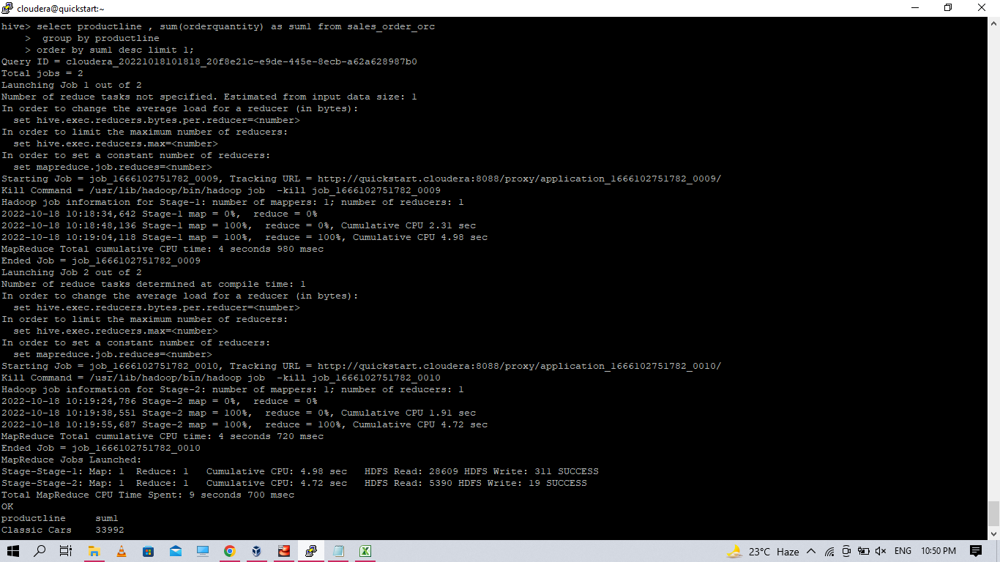 cloudera@quickstart:~
hive> select productline , sum(orderquantity) as sum1 from sales_order_orc
    >  group by productline
    > order by sum1 desc limit 1;
Query ID = cloudera_20221018101818_20f8e21c-e9de-445e-8ecb-a62a628987b0
Total jobs = 2
Launching Job 1 out of 2
Number of reduce tasks not specified. Estimated from input data size: 1
In order to change the average load for a reducer (in bytes):
  set hive.exec.reducers.bytes.per.reducer=<number>
In order to limit the maximum number of reducers:
  set hive.exec.reducers.max=<number>
In order to set a constant number of reducers:
  set mapreduce.job.reduces=<number>
Starting Job = job_1666102751782_0009, Tracking URL = http://quickstart.cloudera:8088/proxy/application_1666102751782_0009/
Kill Command = /usr/lib/hadoop/bin/hadoop job  -kill job_1666102751782_0009
Hadoop job information for Stage-1: number of mappers: 1; number of reducers: 1
2022-10-18 10:18:34,642 Stage-1 map = 0%,  reduce = 0%
2022-10-18 10:18:48,136 Stage-1 map = 100%,  reduce = 0%, Cumulative CPU 2.31 sec
2022-10-18 10:19:04,118 Stage-1 map = 100%,  reduce = 100%, Cumulative CPU 4.98 sec
MapReduce Total cumulative CPU time: 4 seconds 980 msec
Ended Job = job_1666102751782_0009
Launching Job 2 out of 2
Number of reduce tasks determined at compile time: 1
In order to change the average load for a reducer (in bytes):
  set hive.exec.reducers.bytes.per.reducer=<number>
In order to limit the maximum number of reducers:
  set hive.exec.reducers.max=<number>
In order to set a constant number of reducers:
  set mapreduce.job.reduces=<number>
Starting Job = job_1666102751782_0010, Tracking URL = http://quickstart.cloudera:8088/proxy/application_1666102751782_0010/
Kill Command = /usr/lib/hadoop/bin/hadoop job  -kill job_1666102751782_0010
Hadoop job information for Stage-2: number of mappers: 1; number of reducers: 1
2022-10-18 10:19:24,786 Stage-2 map = 0%,  reduce = 0%
2022-10-18 10:19:38,551 Stage-2 map = 100%,  reduce = 0%, Cumulative CPU 1.91 sec
2022-10-18 10:19:55,687 Stage-2 map = 100%,  reduce = 100%, Cumulative CPU 4.72 sec
MapReduce Total cumulative CPU time: 4 seconds 720 msec
Ended Job = job_1666102751782_0010
MapReduce Jobs Launched:
Stage-Stage-1: Map: 1  Reduce: 1   Cumulative CPU: 4.98 sec   HDFS Read: 28609 HDFS Write: 311 SUCCESS
Stage-Stage-2: Map: 1  Reduce: 1   Cumulative CPU: 4.72 sec   HDFS Read: 5390 HDFS Write: 19 SUCCESS
Total MapReduce CPU Time Spent: 9 seconds 700 msec
OK
productline     sum1
Classic Cars    33992
23°C Haze ENG 10:50 PM